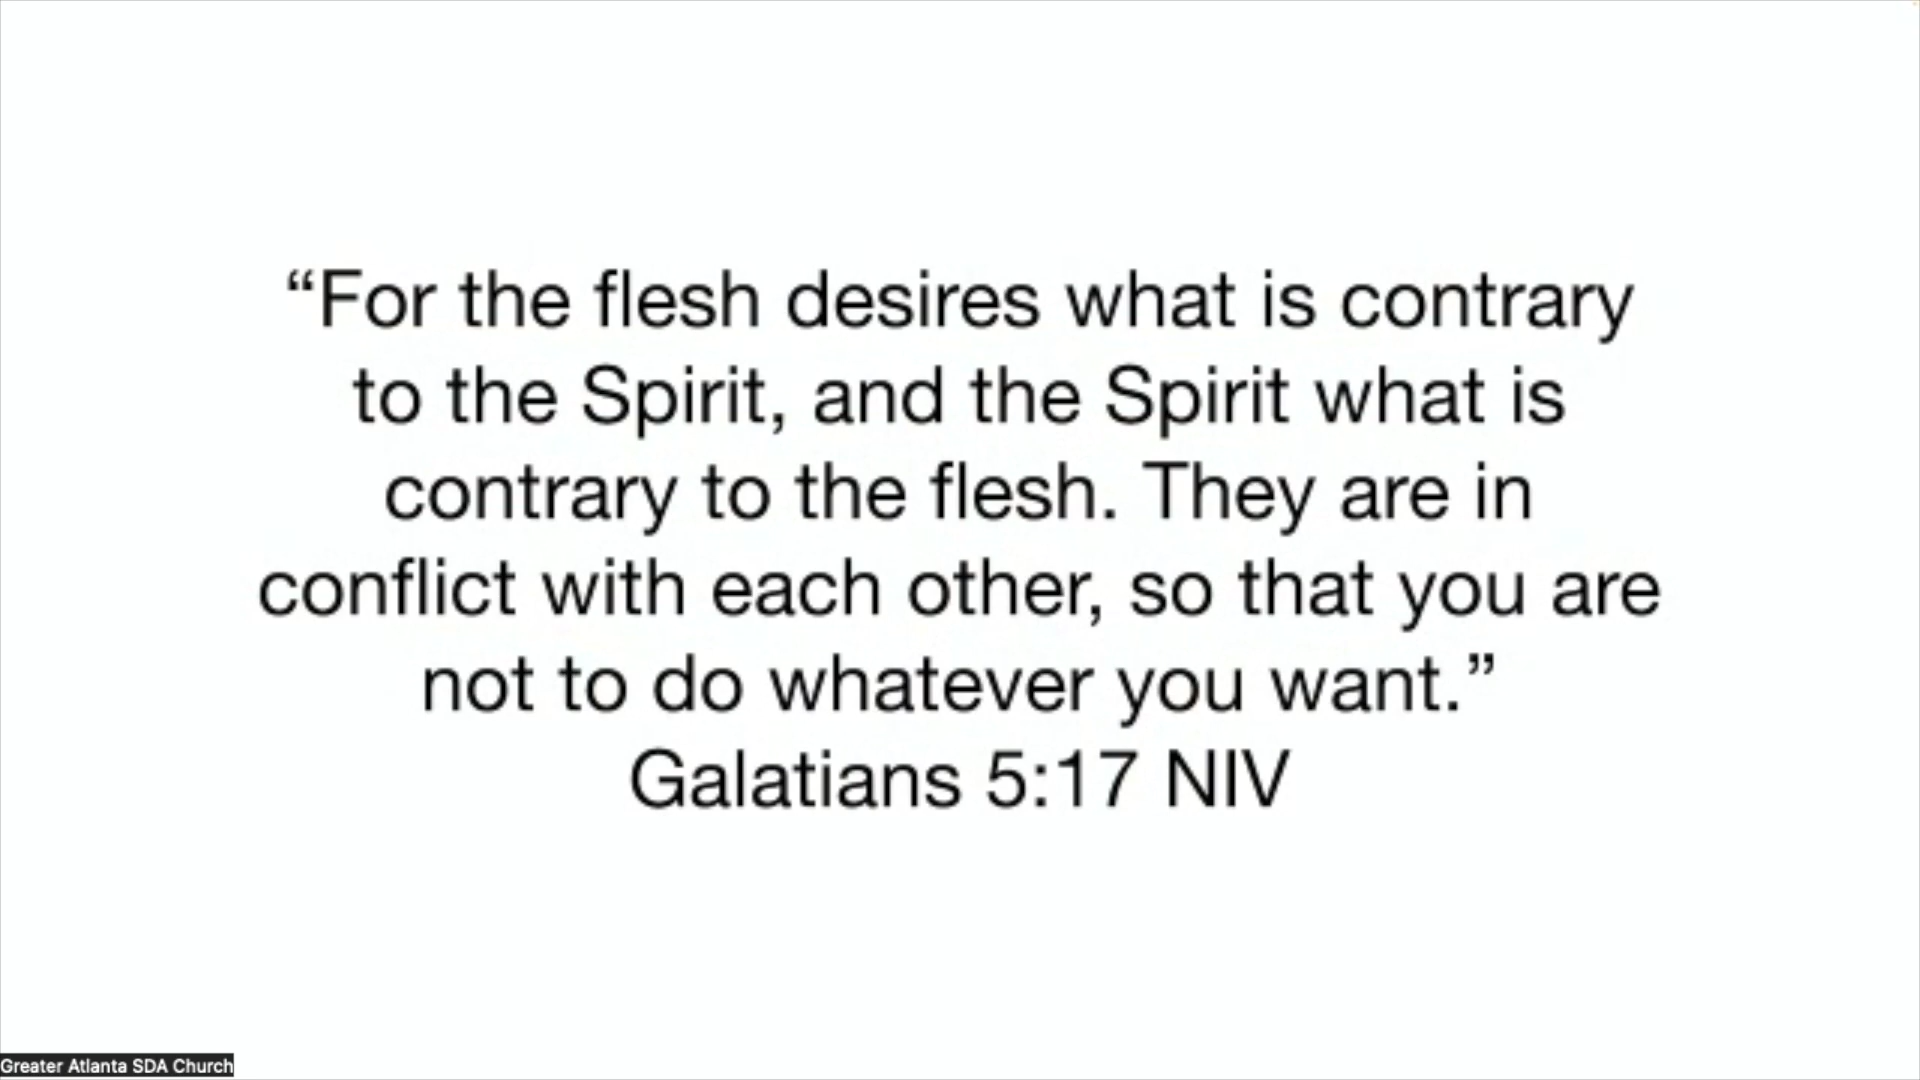 “For the flesh desires what is contrary
to the Spirit, and the Spirit what is
contrary to the flesh. They are in
conflict with each other, so that you are
not to do whatever you want.”
Galatians 5:17 NIV
Greater Atlanta SDA Church